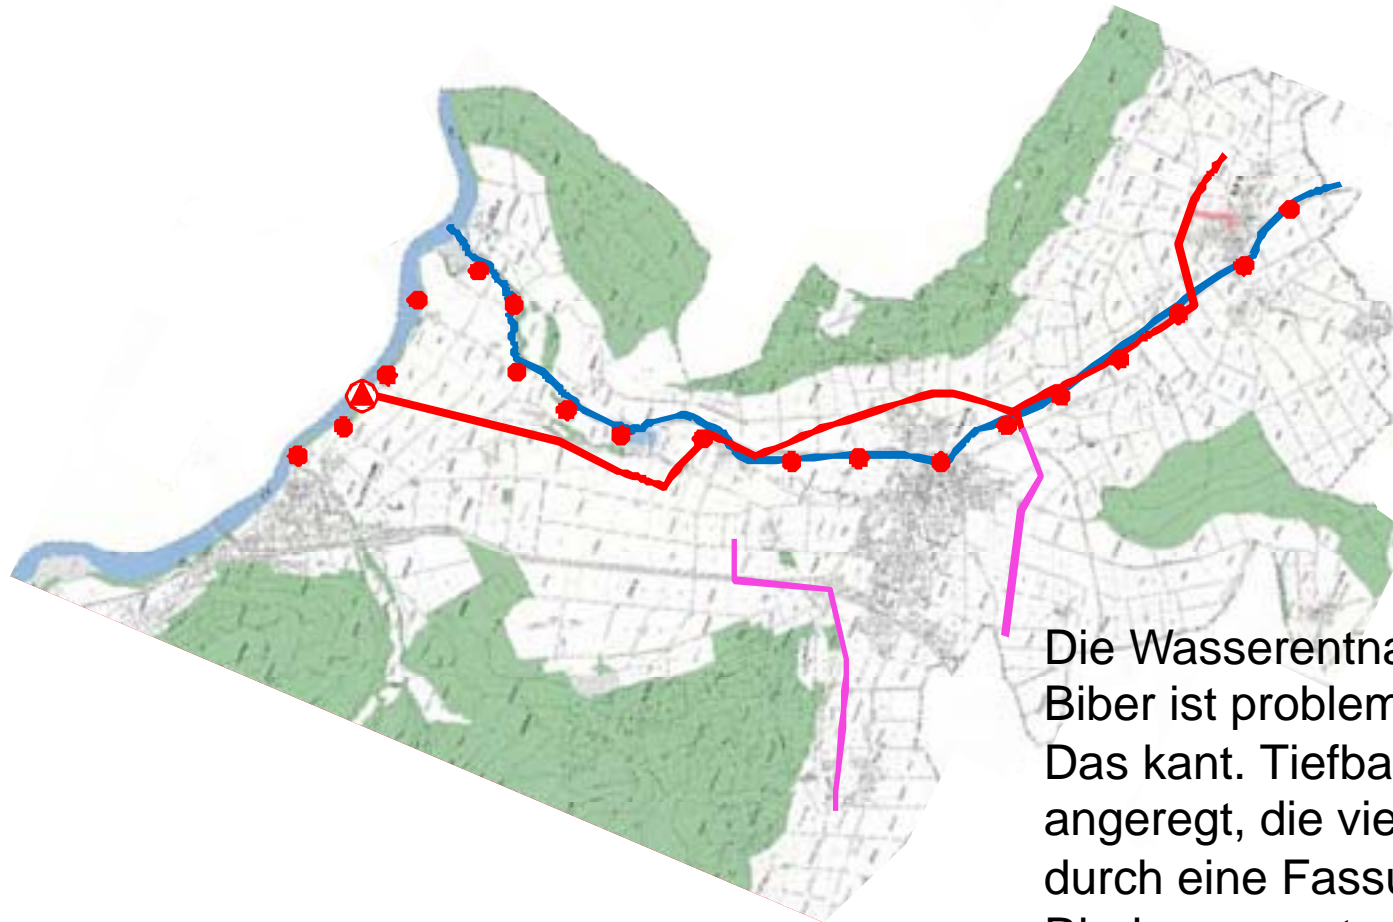 Die Wasserentna
Biber ist problem
Das kant. Tiefba
angeregt, die vie
durch eine Fassu